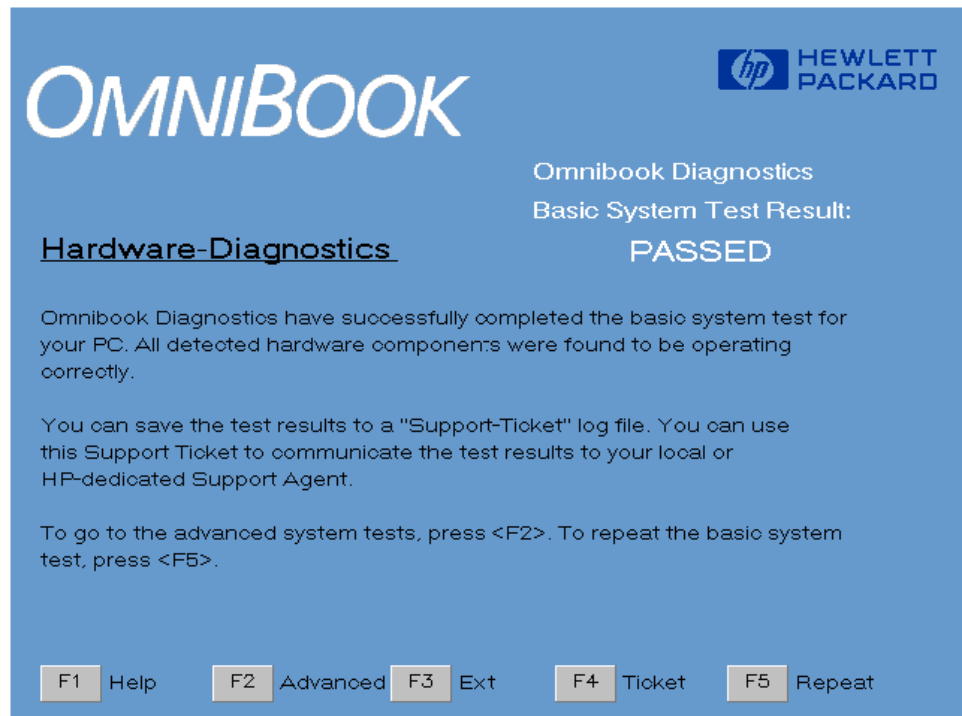 OMNIBOOK
hp HEWLETT
PACKARD
Omnibook Diagnostics
Basic System Test Result:
PASSED
Hardware-Diagnostics
Omnibook Diagnostics have successfully completed the basic system test for
your PC. All detected hardware components were found to be operating
correctly.
You can save the test results to a "Support-Ticket" log file. You can use
this Support Ticket to communicate the test results to your local or
HP-dedicated Support Agent.
To go to the advanced system tests, press <F2>. To repeat the basic system
test, press <F5>.
F1 Help F2 Advanced F3 Ext F4 Ticket F5 Repeat